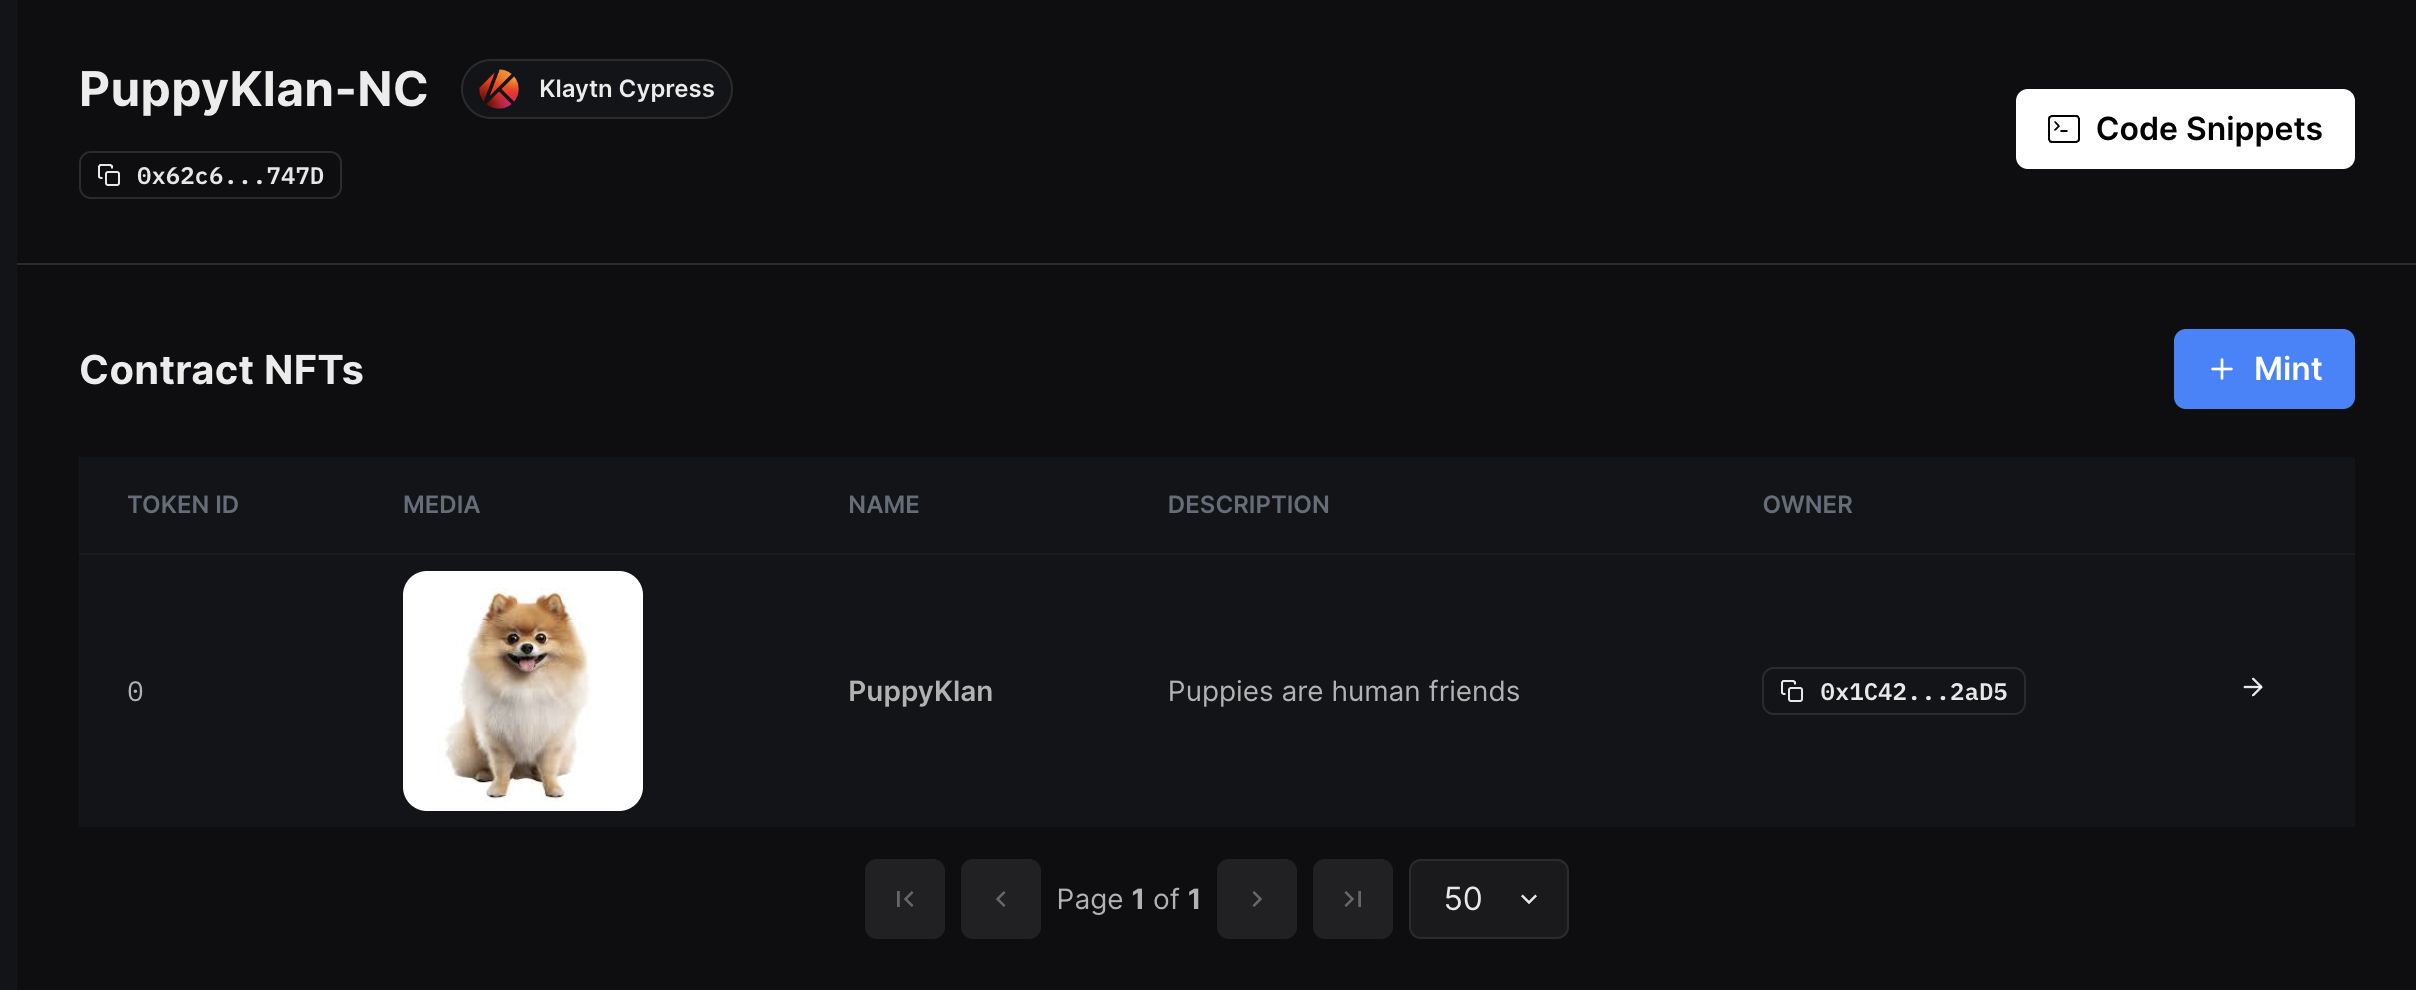 PuppyKlan-NC
Klaytn Cypress
Code Snippets
0x62c6...747D
Contract NFTs
+ Mint
TOKEN ID MEDIA NAME DESCRIPTION OWNER
0 PuppyKlan Puppies are human friends 0x1C42...2aD5
Page 1 of 1 50